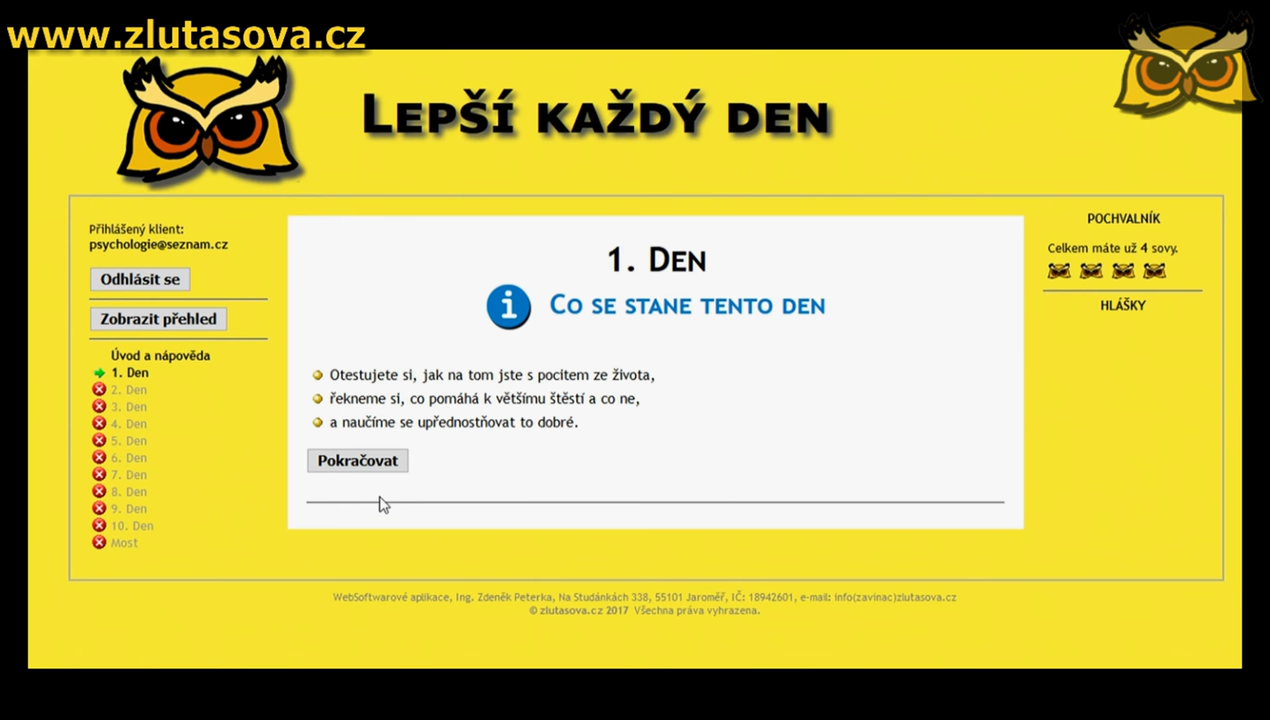 www.zlutasova.cz
Lepší každý den
Přihlášený klient:
psychologie@seznam.cz
Odhlásit se
Zobrazit přehled
Úvod a nápověda
1. Den
2. Den
3. Den
4. Den
5. Den
6. Den
7. Den
8. Den
9. Den
10. Den
Most
1. Den
Co se stane tento den
Otestujete si, jak na tom jste s pocitem ze života,
řekneme si, co pomáhá k většímu štěstí a co ne,
a naučíme se upřednostňovat to dobré.
Pokračovat
POCHVALNÍK
Celkem máte už 4 sovy.
HLÁŠKY
WebSoftwarové aplikace, Ing. Zdeněk Peterka, Na Studánkách 338, 55101 Jaroměř, IČ: 18942601, e-mail: info(zavinac)zlutasova.cz
© zlutasova.cz 2017 Všechna práva vyhrazena.